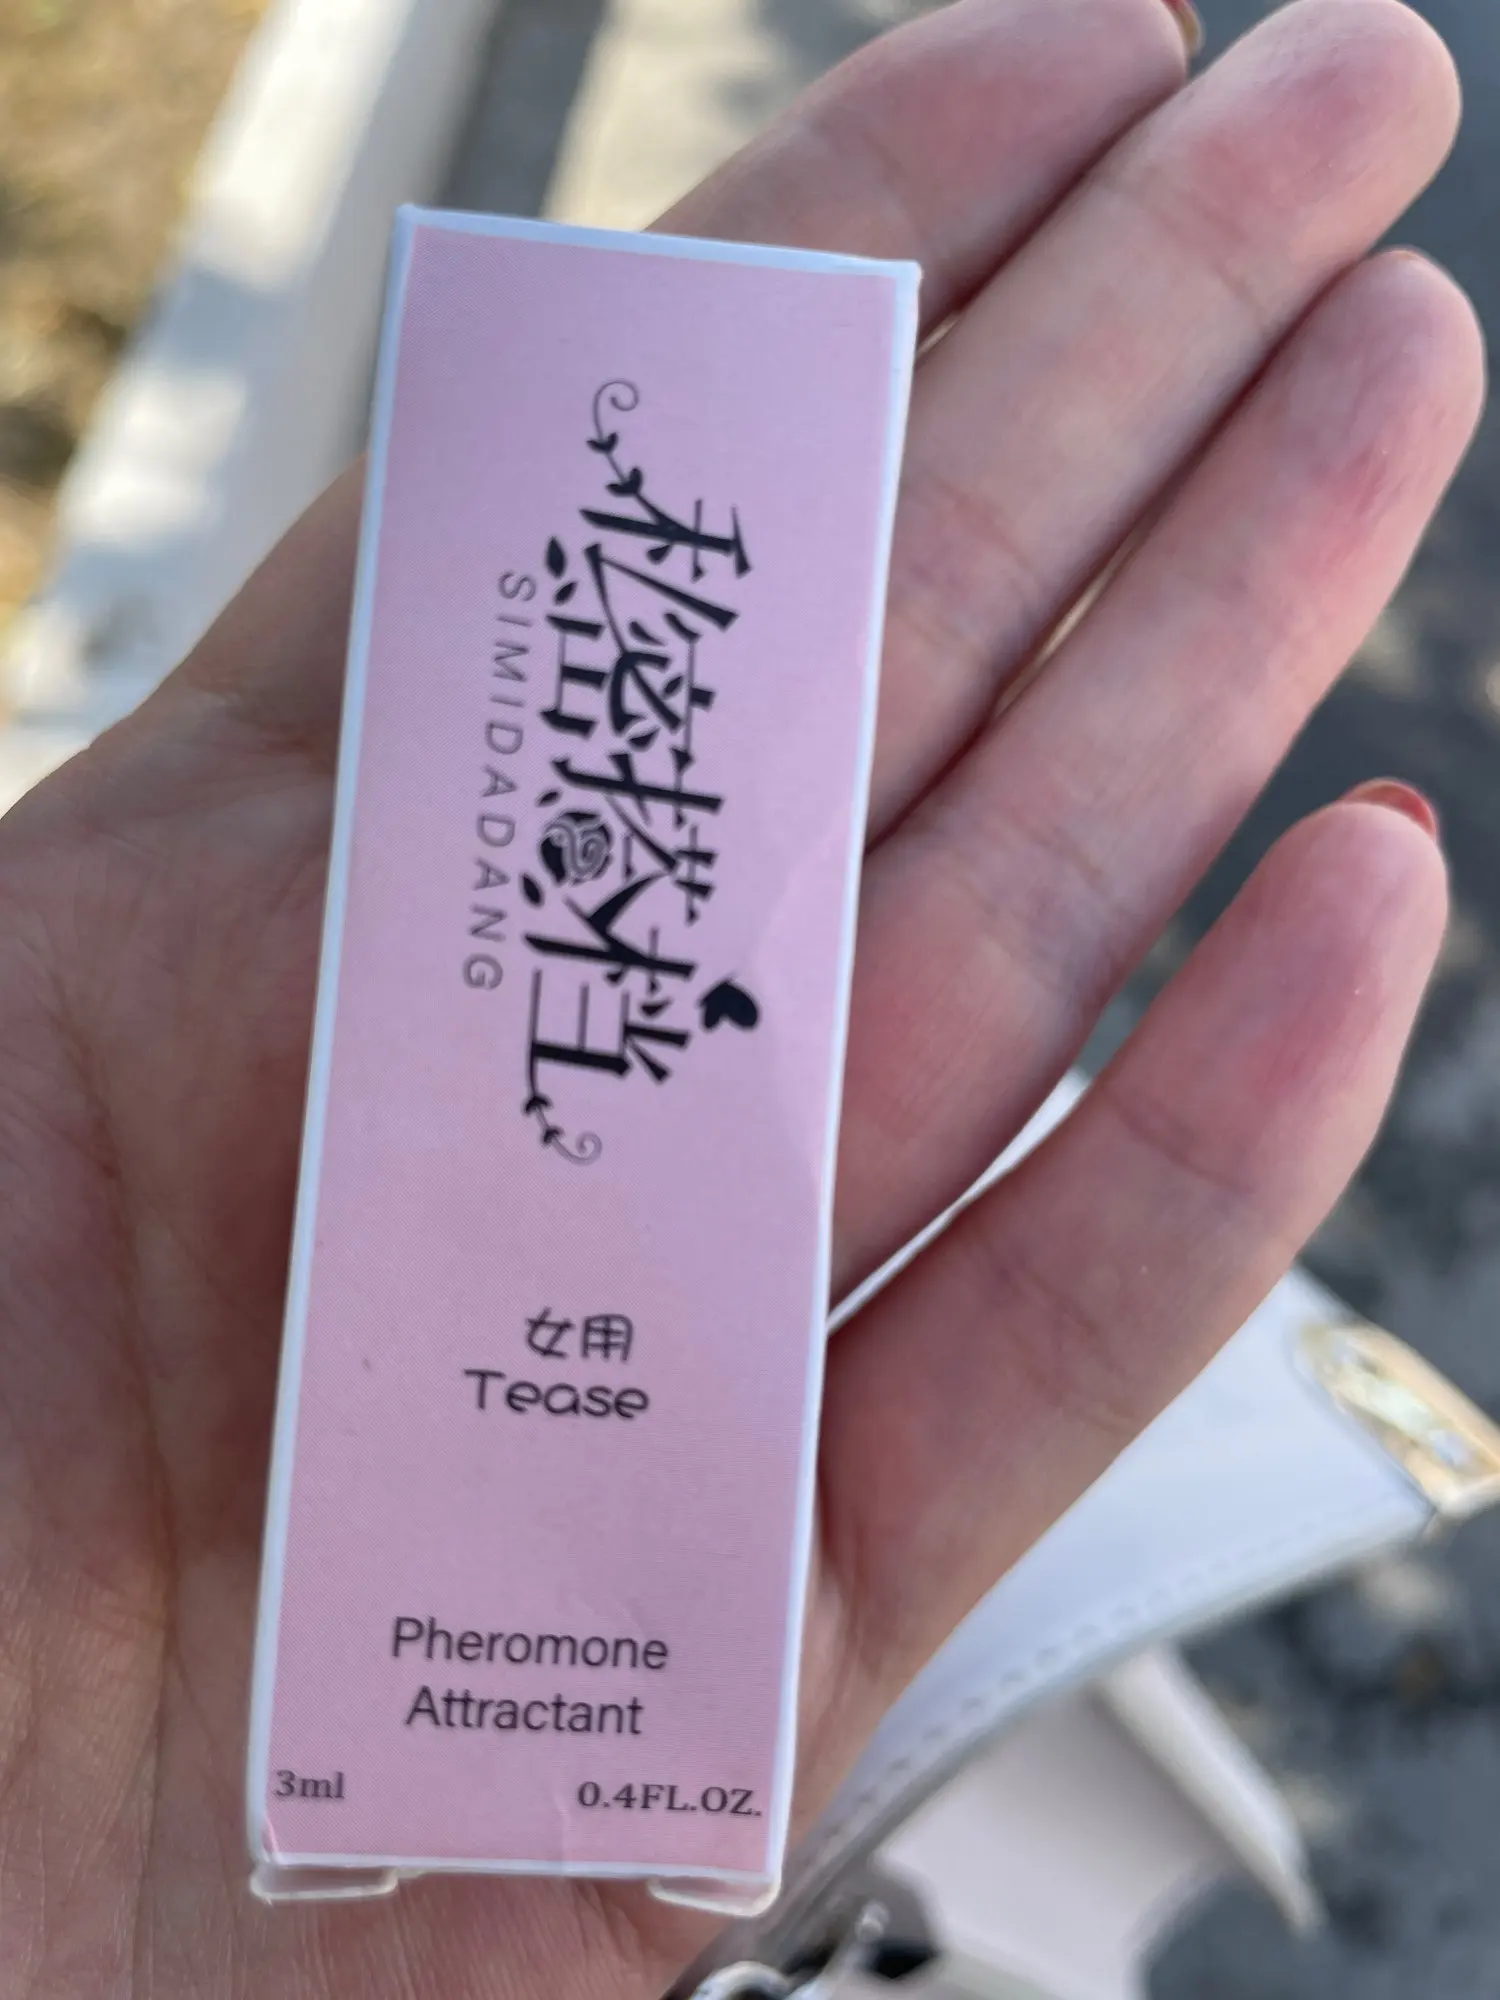 私密搭档
SIMIDADANG
女用
Tease
Pheromone
Attractant
3ml 0.4FL.OZ.